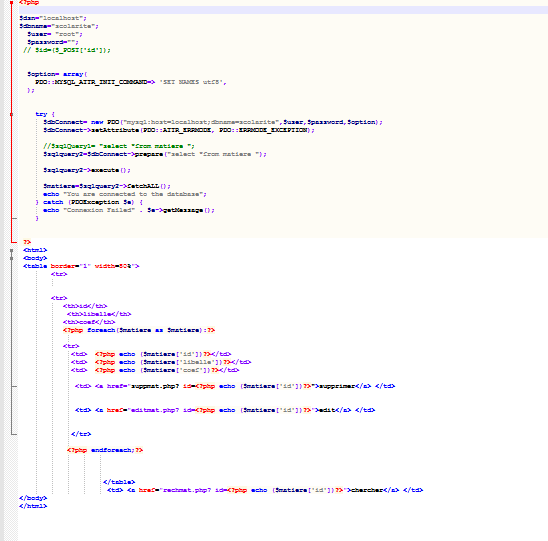 <?php
$dsn="localhost";
$dbname="scolarite";
$user= "root";
$password="";
// $id=($_POST['id']);
$option= array(
PDO::MYSQL_ATTR_INIT_COMMAND=> 'SET NAMES utf8',
);
try {
$dbConnect= new PDO("mysql:host=localhost;dbname=scolarite",$user,$password,$option);
$dbConnect->setAttribute(PDO::ATTR_ERRMODE, PDO::ERRMODE_EXCEPTION);
//$sqlQuery1= "select *from matiere ";
$sqlquery2=$dbConnect->prepare("select *from matiere ");
$sqlquery2->execute();
$matiere=$sqlquery2->fetchALL();
echo "You are connected to the database";
} catch (PDOException $e) {
echo "Connexion Failed" . $e->getMessage();
}
?>
<html>
<body>
<table border="1" width=50%">
<tr>
<tr>
<th>id</th>
<th>libelle</th>
<th>coef</th>
<?php foreach($matiere as $matiere):?>
<tr>
<td> <?php echo ($matiere['id'])?></td>
<td> <?php echo ($matiere['libelle'])?></td>
<td> <?php echo ($matiere['coef'])?></td>
<td> <a href="suppmat.php? id=<?php echo ($matiere['id'])?>">supprimer</a> </td>
<td> <a href="editmat.php? id=<?php echo ($matiere['id'])?>">edit</a> </td>
</tr>
<?php endforeach;?>
</table>
<td> <a href="rechmat.php? id=<?php echo ($matiere['id'])?>">chercher</a> </td>
</body>
</html>